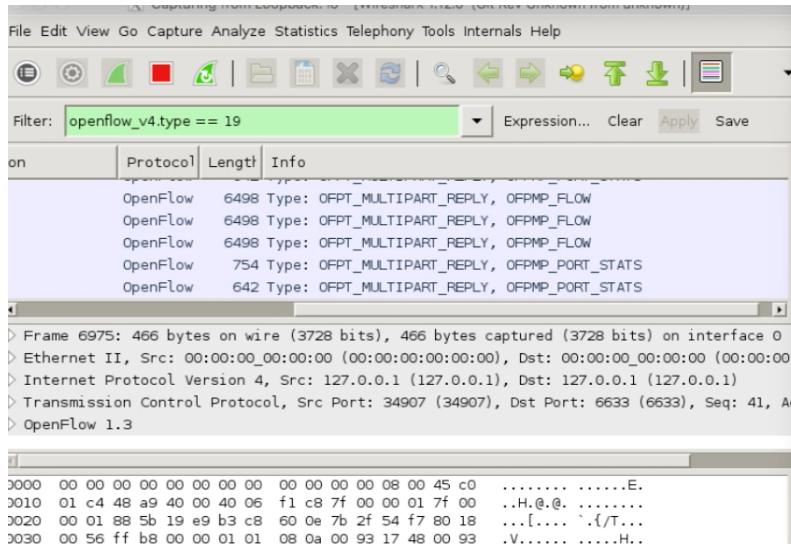 File Edit View Go Capture Analyze Statistics Telephony Tools Internals Help
Filter: openflow_v4.type == 19 Expression... Clear Apply Save
on Protocol Length Info
OpenFlow 6498 Type: OFPT_MULTIPART_REPLY, OFPMP_FLOW
OpenFlow 6498 Type: OFPT_MULTIPART_REPLY, OFPMP_FLOW
OpenFlow 6498 Type: OFPT_MULTIPART_REPLY, OFPMP_FLOW
OpenFlow 754 Type: OFPT_MULTIPART_REPLY, OFPMP_PORT_STATS
OpenFlow 642 Type: OFPT_MULTIPART_REPLY, OFPMP_PORT_STATS
Frame 6975: 466 bytes on wire (3728 bits), 466 bytes captured (3728 bits) on interface 0
Ethernet II, Src: 00:00:00_00:00:00 (00:00:00:00:00:00), Dst: 00:00:00_00:00:00 (00:00:00
Internet Protocol Version 4, Src: 127.0.0.1 (127.0.0.1), Dst: 127.0.0.1 (127.0.0.1)
Transmission Control Protocol, Src Port: 34907 (34907), Dst Port: 6633 (6633), Seq: 41, A
OpenFlow 1.3
0000 00 00 00 00 00 00 00 00 00 00 00 00 08 00 45 c0 ........ ......E.
0010 01 c4 48 a9 40 00 40 06 f1 c8 7f 00 00 01 7f 00 ..H.@.@. ........
0020 00 01 88 5b 19 e9 b3 c8 60 0e 7b 2f 54 f7 80 18 ...[.... `.{/T...
0030 00 56 ff b8 00 00 01 01 08 0a 00 93 17 48 00 93 .V...... .....H..